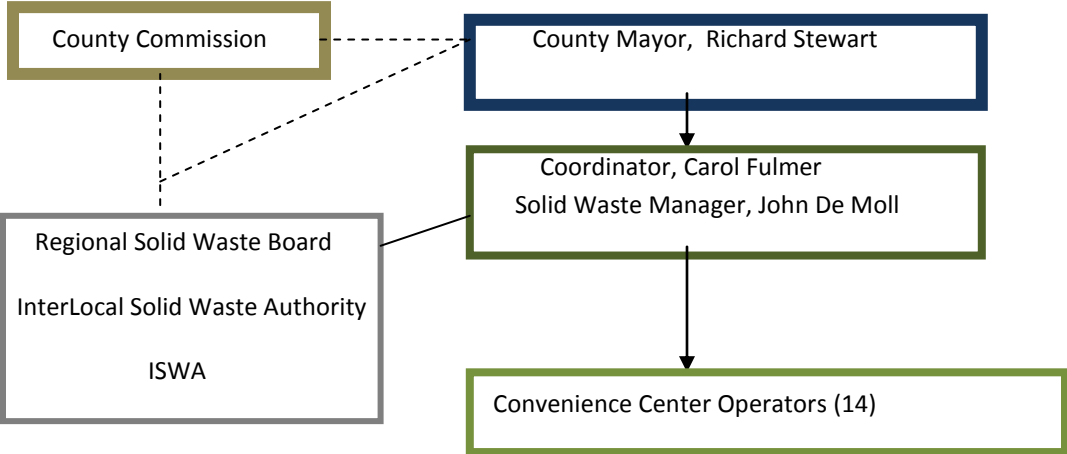 County Commission
County Mayor,  Richard Stewart
Coordinator, Carol Fulmer
Solid Waste Manager, John De Moll
Regional Solid Waste Board
InterLocal Solid Waste Authority
ISWA
Convenience Center Operators (14)